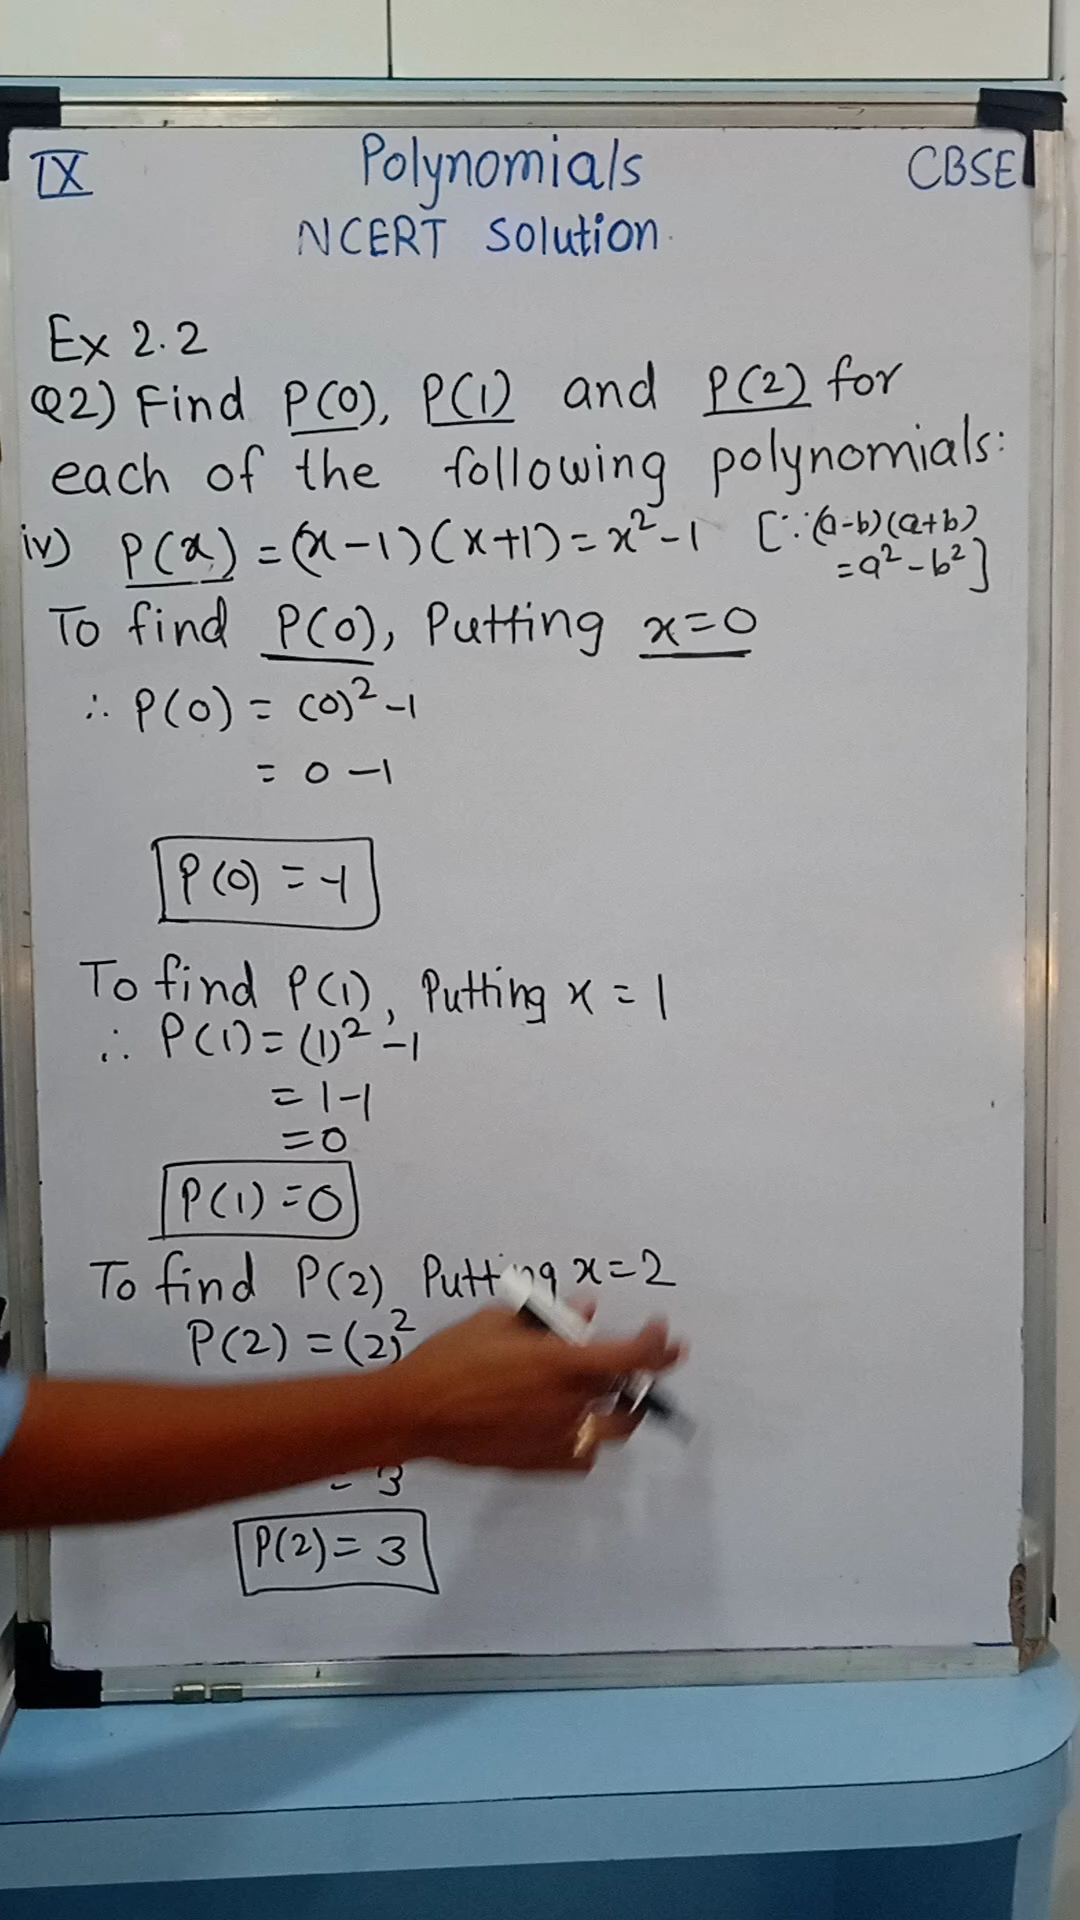 IX Polynomials CBSE
NCERT Solution.
Ex 2.2
Q2) Find P(0), P(1) and P(2) for
each of the following polynomials:
iv) P(x) = (x-1)(x+1) = x²-1 [∵ (a-b)(a+b)
= a² - b²]
To find P(0), Putting x=0
∴ P(0) = (0)² -1
= 0 -1
P(0) = -1
To find P(1), Putting x = 1
∴ P(1) = (1)² -1
= 1-1
= 0
P(1) = 0
To find P(2) Putting x=2
P(2) = (2)²
= 3
P(2) = 3